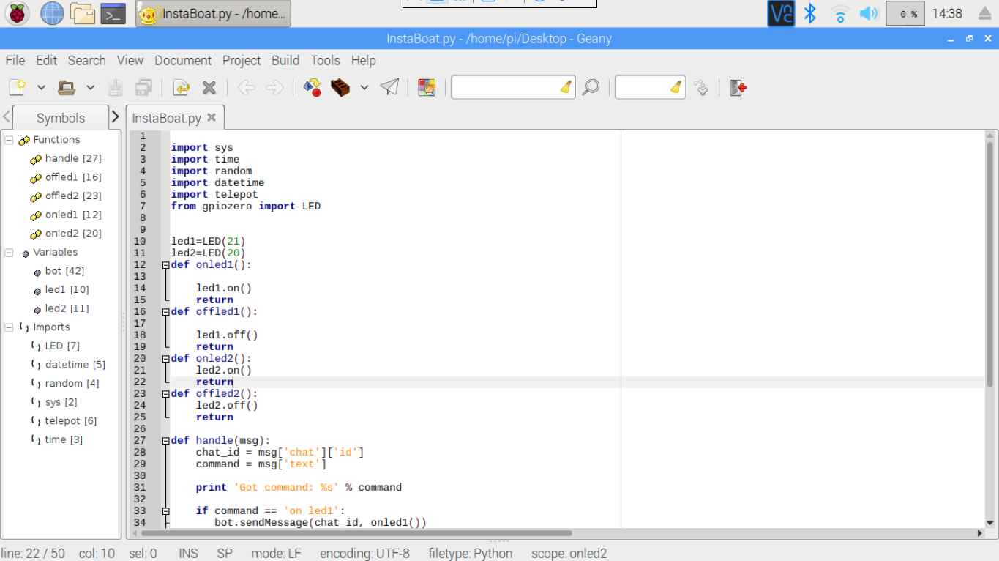 InstaBoat.py - /home...
V2
0 %
14:38
InstaBoat.py - /home/pi/Desktop - Geany
File Edit Search View Document Project Build Tools Help
Symbols
InstaBoat.py
Functions
handle [27]
offled1 [16]
offled2 [23]
onled1 [12]
onled2 [20]
Variables
bot [42]
led1 [10]
led2 [11]
Imports
LED [7]
datetime [5]
random [4]
sys [2]
telepot [6]
time [3]
1
2 import sys
3 import time
4 import random
5 import datetime
6 import telepot
7 from gpiozero import LED
8
9
10 led1=LED(21)
11 led2=LED(20)
12 def onled1():
13
14 led1.on()
15 return
16 def offled1():
17
18 led1.off()
19 return
20 def onled2():
21 led2.on()
22 return
23 def offled2():
24 led2.off()
25 return
26
27 def handle(msg):
28 chat_id = msg['chat']['id']
29 command = msg['text']
30
31 print 'Got command: %s' % command
32
33 if command == 'on led1':
34 bot.sendMessage(chat_id, onled1())
line: 22 / 50 col: 10 sel: 0 INS SP mode: LF encoding: UTF-8 filetype: Python scope: onled2